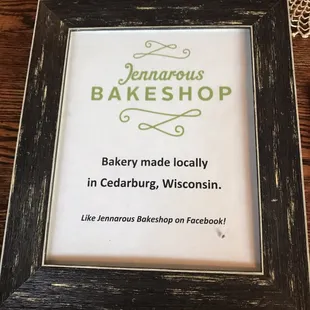 Jennarous
BAKESHOP
Bakery made locally
in Cedarburg, Wisconsin.
Like Jennarous Bakeshop on Facebook!